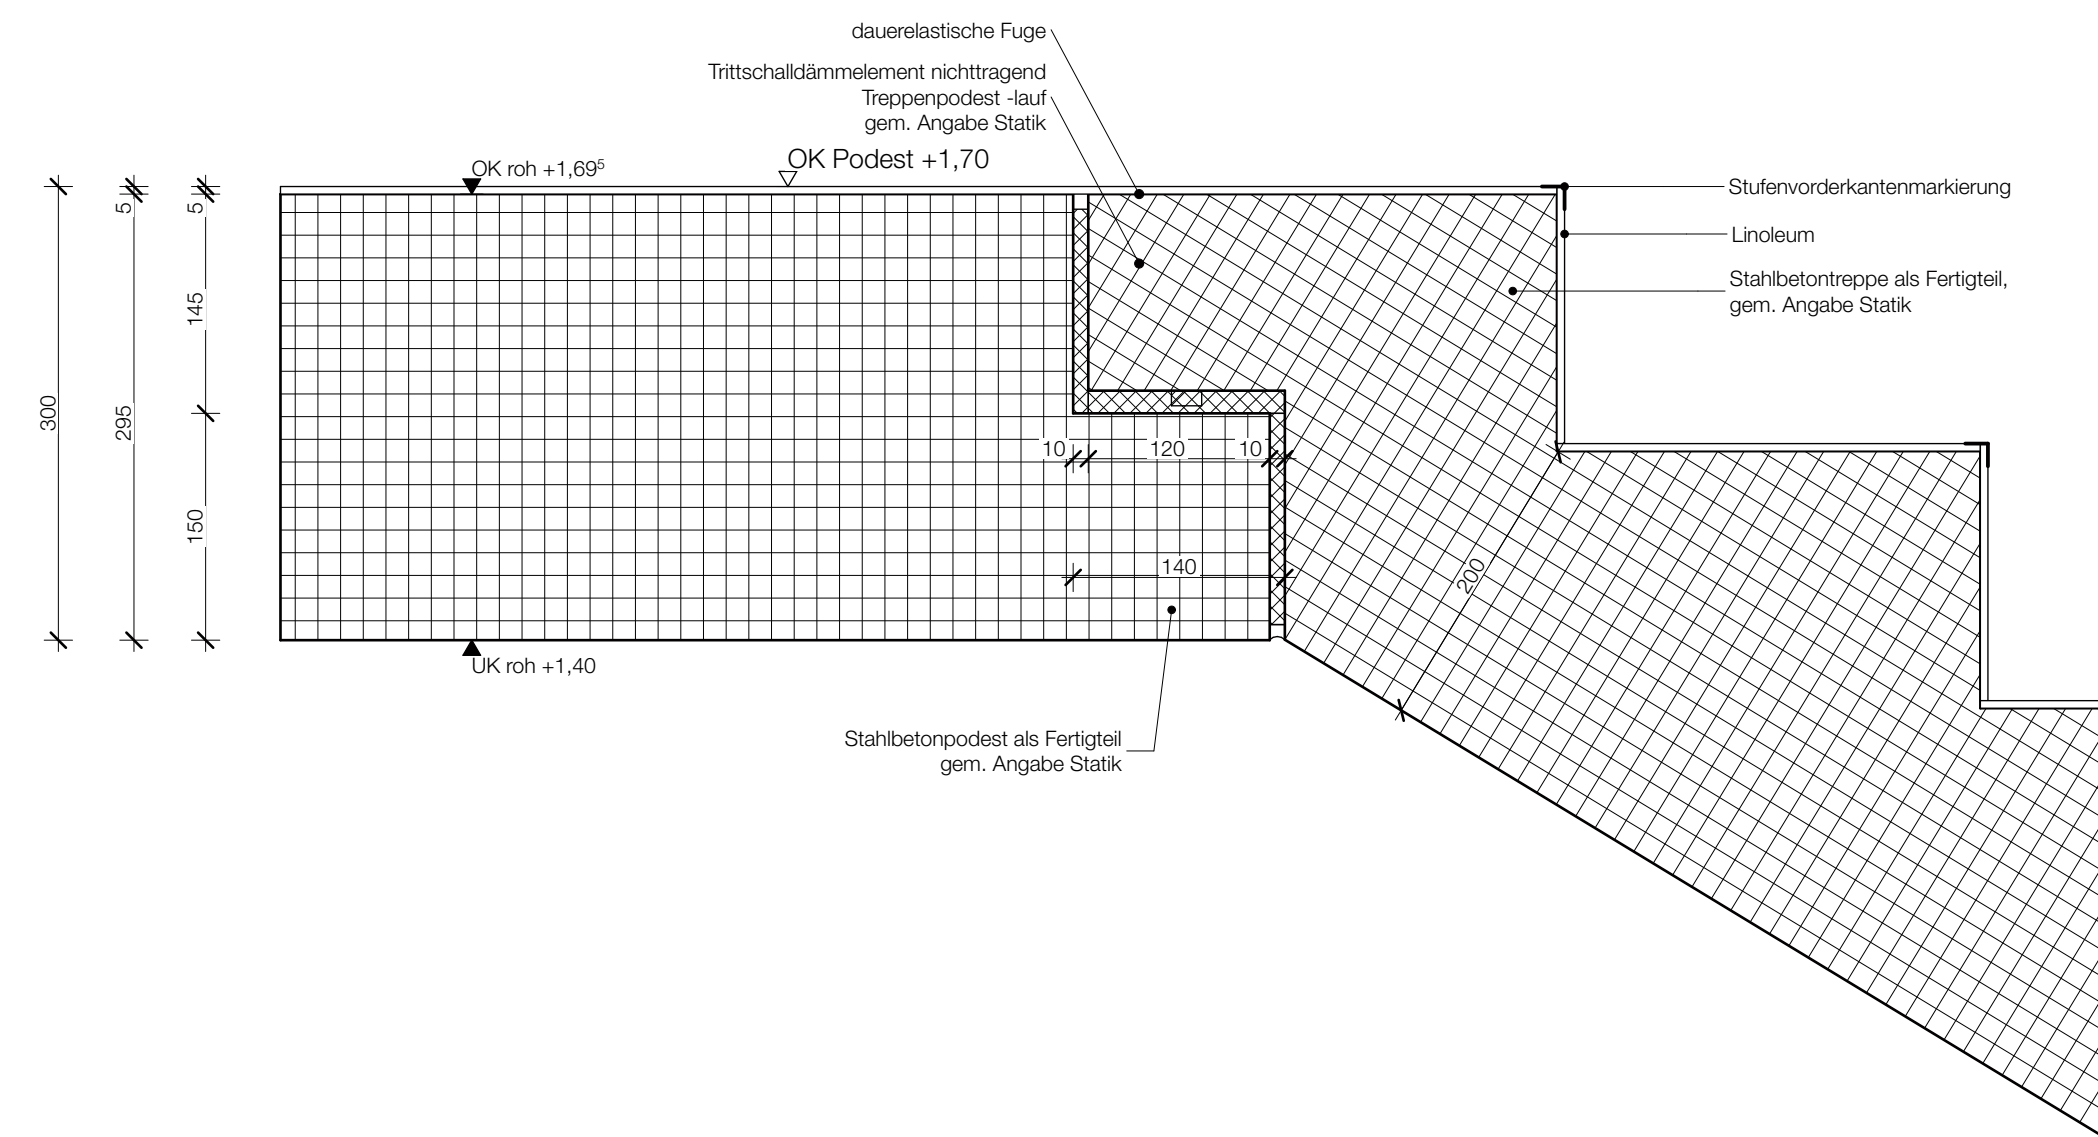 dauerelastische Fuge
Trittschalldämmelement nichttragend
Treppenpodest -lauf
gem. Angabe Statik
OK roh +1,69⁵
OK Podest +1,70
Stufenvorderkantenmarkierung
Linoleum
Stahlbetontreppe als Fertigteil,
gem. Angabe Statik
5
5
145
300
295
150
10
120
10
140
200
UK roh +1,40
Stahlbetonpodest als Fertigteil
gem. Angabe Statik